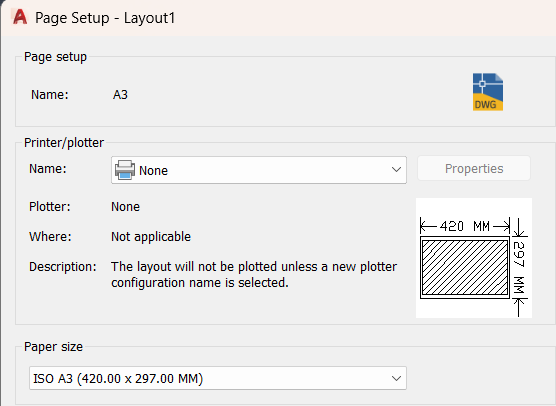 Page Setup - Layout1
Page setup
Name: A3
DWG
Printer/plotter
Name: None
Properties
Plotter: None
Where: Not applicable
Description: The layout will not be plotted unless a new plotter
configuration name is selected.
420 MM
297 MM
Paper size
ISO A3 (420.00 x 297.00 MM)